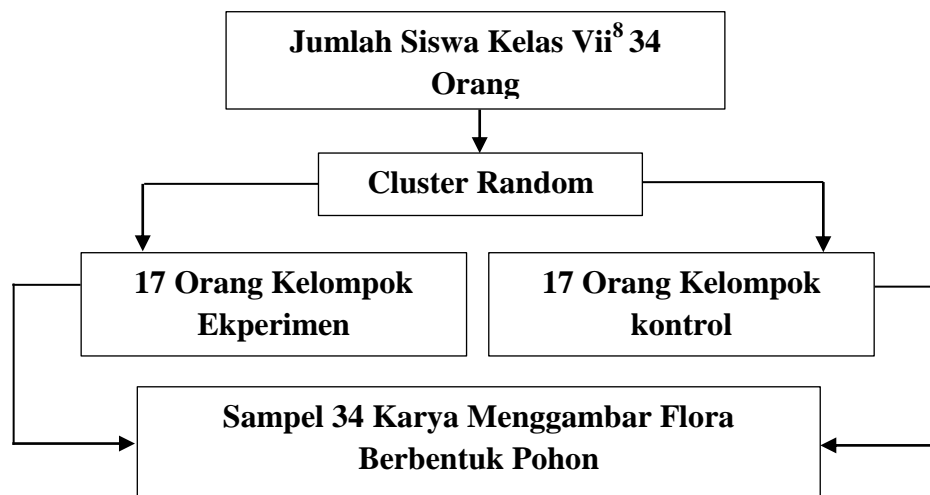 Jumlah Siswa Kelas Vii⁸ 34
Orang
Cluster Random
17 Orang Kelompok
Ekperimen
17 Orang Kelompok
kontrol
Sampel 34 Karya Menggambar Flora
Berbentuk Pohon